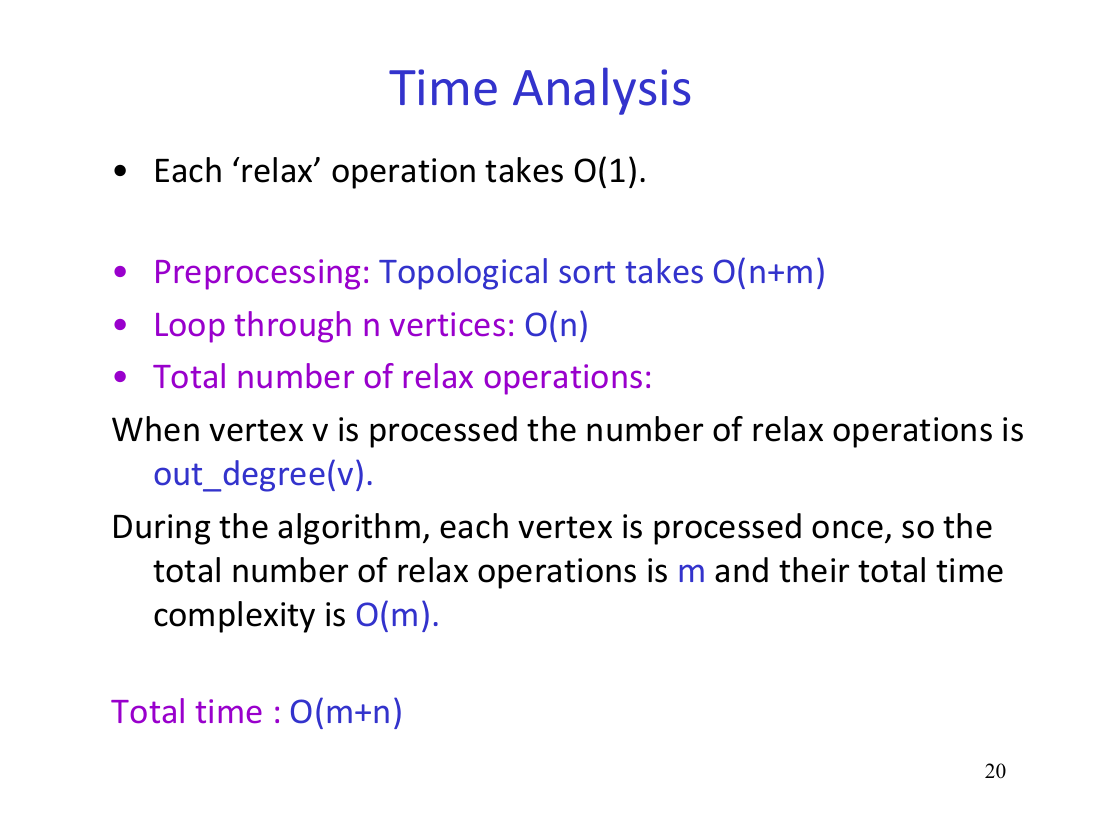 Time Analysis
• Each ‘relax’ operation takes O(1).
• Preprocessing: Topological sort takes O(n+m)
• Loop through n vertices: O(n)
• Total number of relax operations:
When vertex v is processed the number of relax operations is
out_degree(v).
During the algorithm, each vertex is processed once, so the
total number of relax operations is m and their total time
complexity is O(m).
Total time : O(m+n)
20